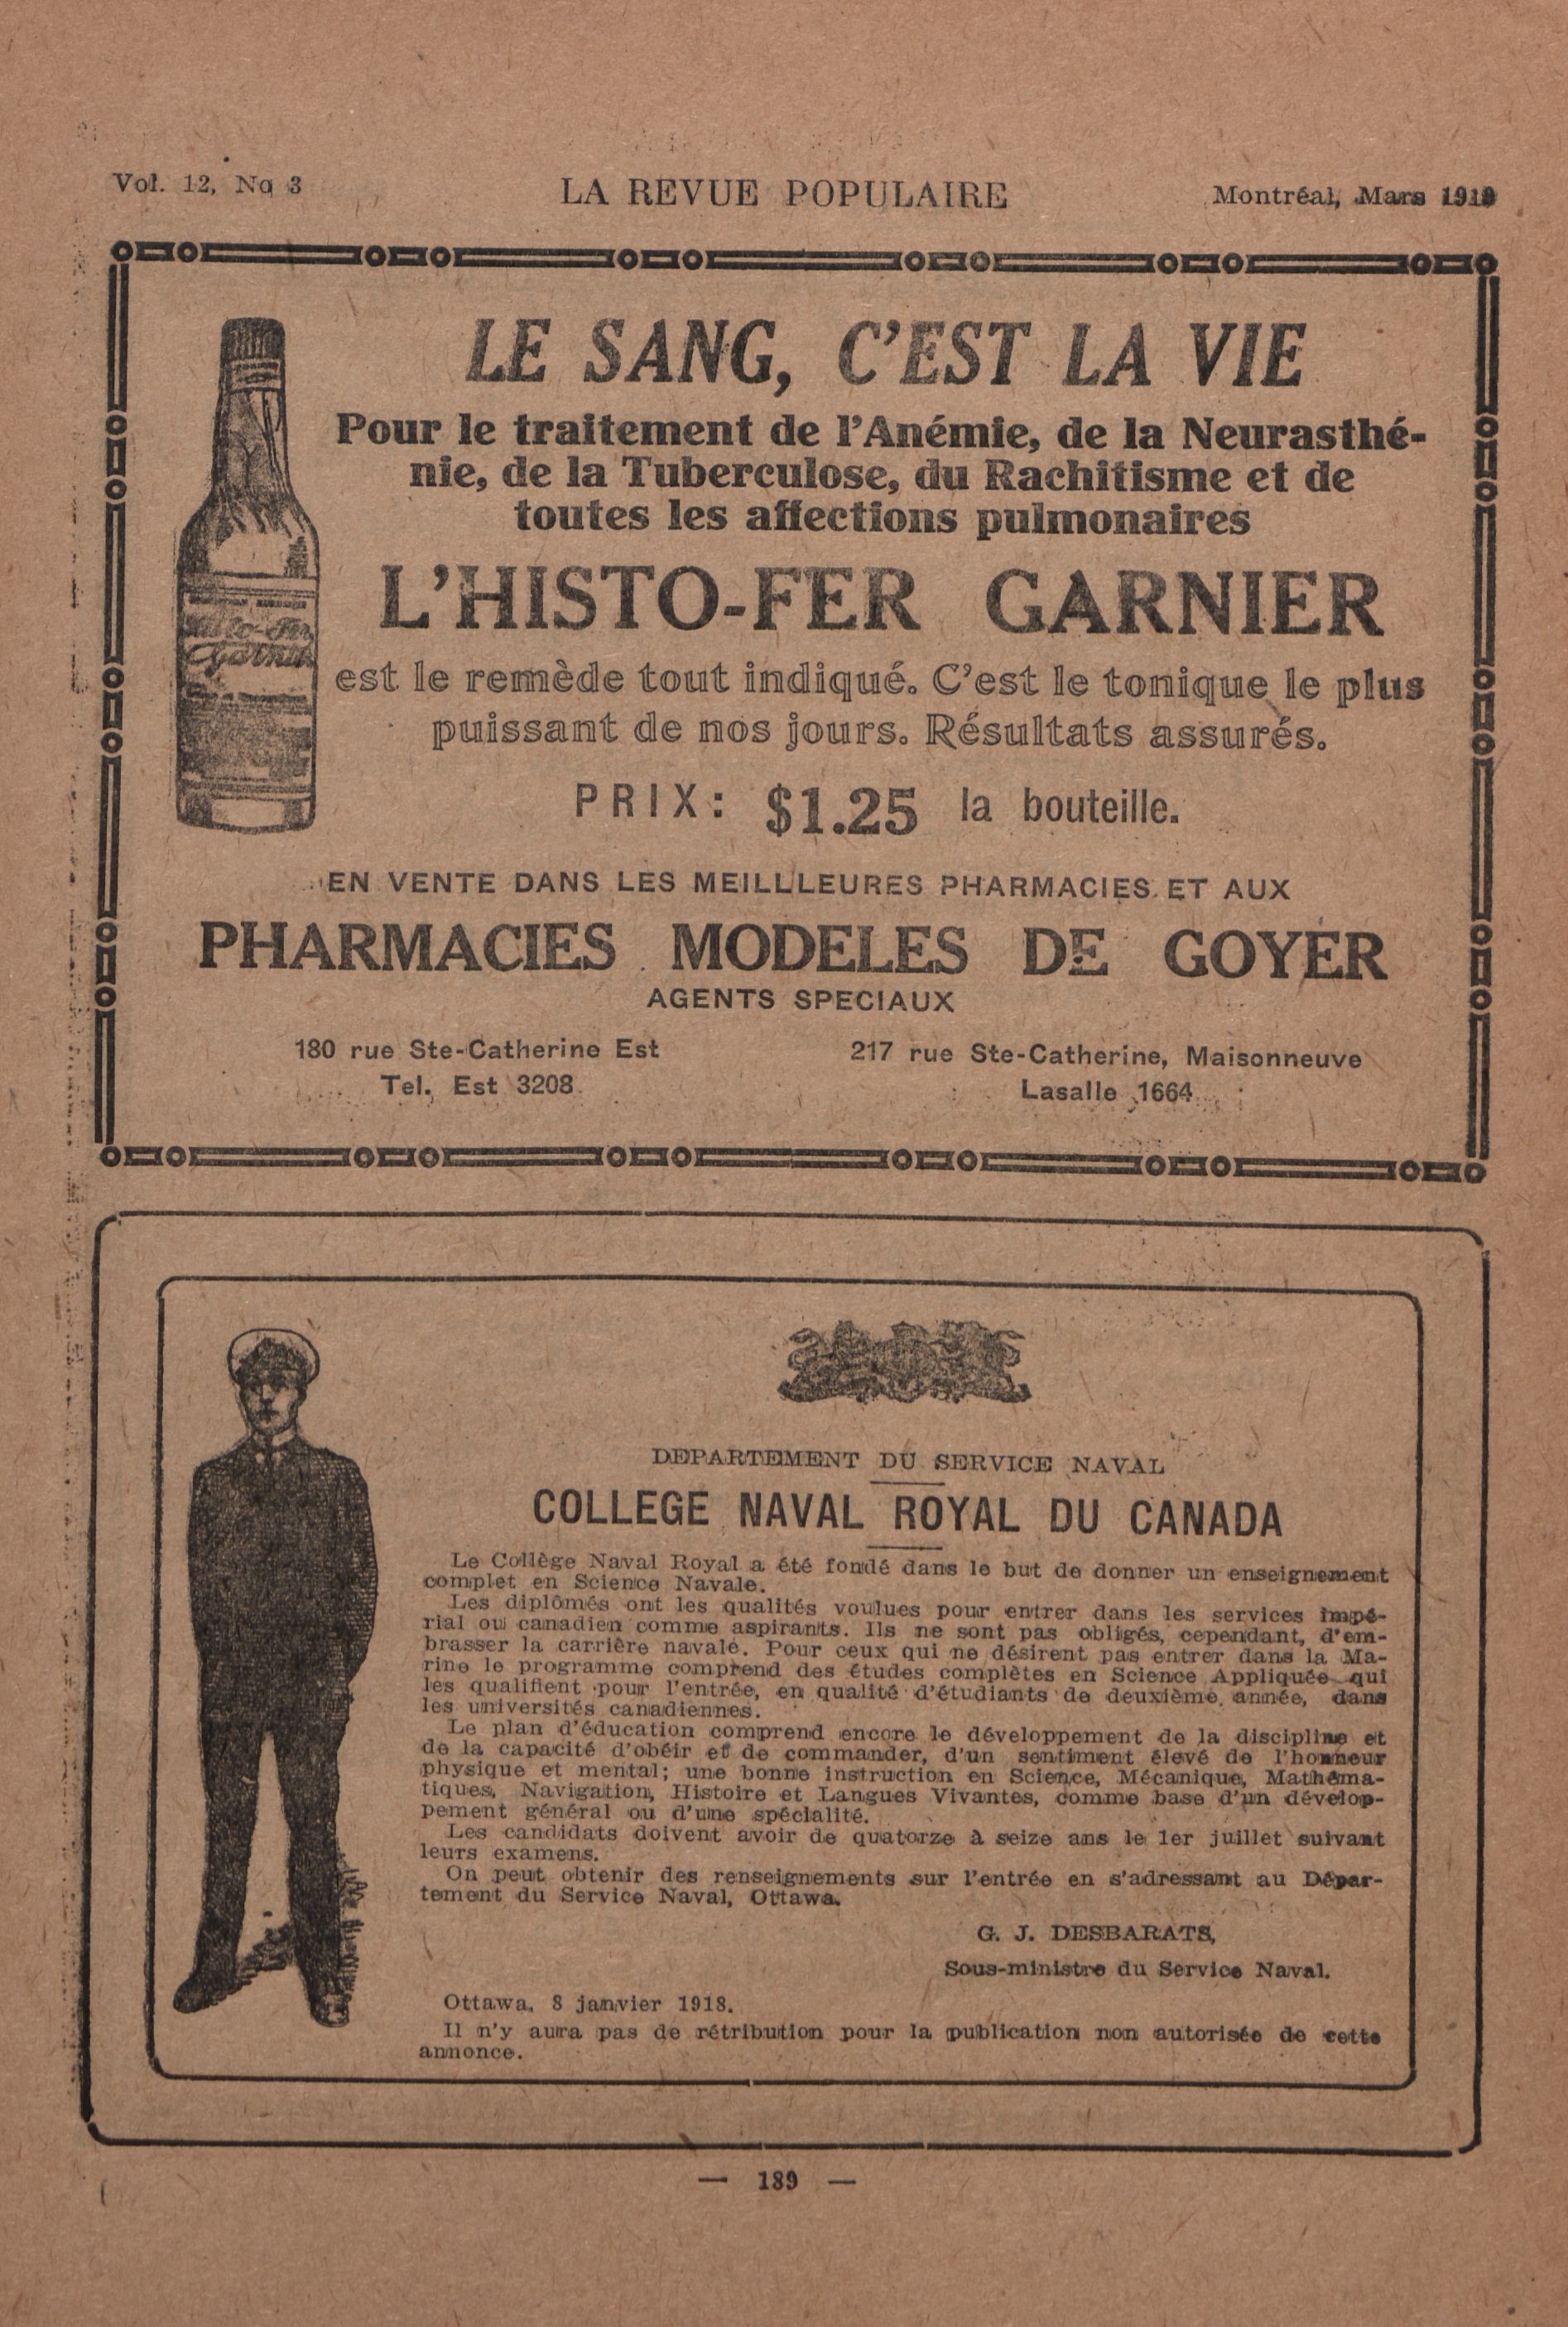 Vol. 12, No 3 LA REVUE POPULAIRE Montréal, Mars 1919
LE SANG, C'EST LA VIE
Pour le traitement de l'Anémie, de la Neurasthé-
nie, de la Tuberculose, du Rachitisme et de
toutes les affections pulmonaires
L'HISTO-FER GARNIER
Histo-Fer
Garnier
est le remède tout indiqué. C'est le tonique le plus
puissant de nos jours. Résultats assurés.
PRIX: $1.25 la bouteille.
EN VENTE DANS LES MEILLLEURES PHARMACIES ET AUX
PHARMACIES MODELES DE GOYER
AGENTS SPECIAUX
180 rue Ste-Catherine Est 217 rue Ste-Catherine, Maisonneuve
Tel. Est 3208 Lasalle 1664
DEPARTEMENT DU SERVICE NAVAL
COLLEGE NAVAL ROYAL DU CANADA
Le Collège Naval Royal a été fondé dans le but de donner un enseignement
complet en Science Navale.
Les diplômés ont les qualités voulues pour entrer dans les services impé-
rial ou canadien comme aspirants. Ils ne sont pas obligés, cependant, d'em-
brasser la carrière navale. Pour ceux qui ne désirent pas entrer dans la Ma-
rine le programme comprend des études complètes en Science Appliquée qui
les qualifient pour l'entrée, en qualité d'étudiants de deuxième année, dans
les universités canadiennes.
Le plan d'éducation comprend encore le développement de la discipline et
de la capacité d'obéir et de commander, d'un sentiment élevé de l'honneur
physique et mental; une bonne instruction en Science, Mécanique, Mathéma-
tiques, Navigation, Histoire et Langues Vivantes, comme base d'un dévelop-
pement général ou d'une spécialité.
Les candidats doivent avoir de quatorze à seize ans le 1er juillet suivant
leurs examens.
On peut obtenir des renseignements sur l'entrée en s'adressant au Dépar-
tement du Service Naval, Ottawa.
G. J. DESBARATS,
Sous-ministre du Service Naval.
Ottawa, 8 janvier 1918.
Il n'y aura pas de rétribution pour la publication non autorisée de cette
annonce.
— 189 —